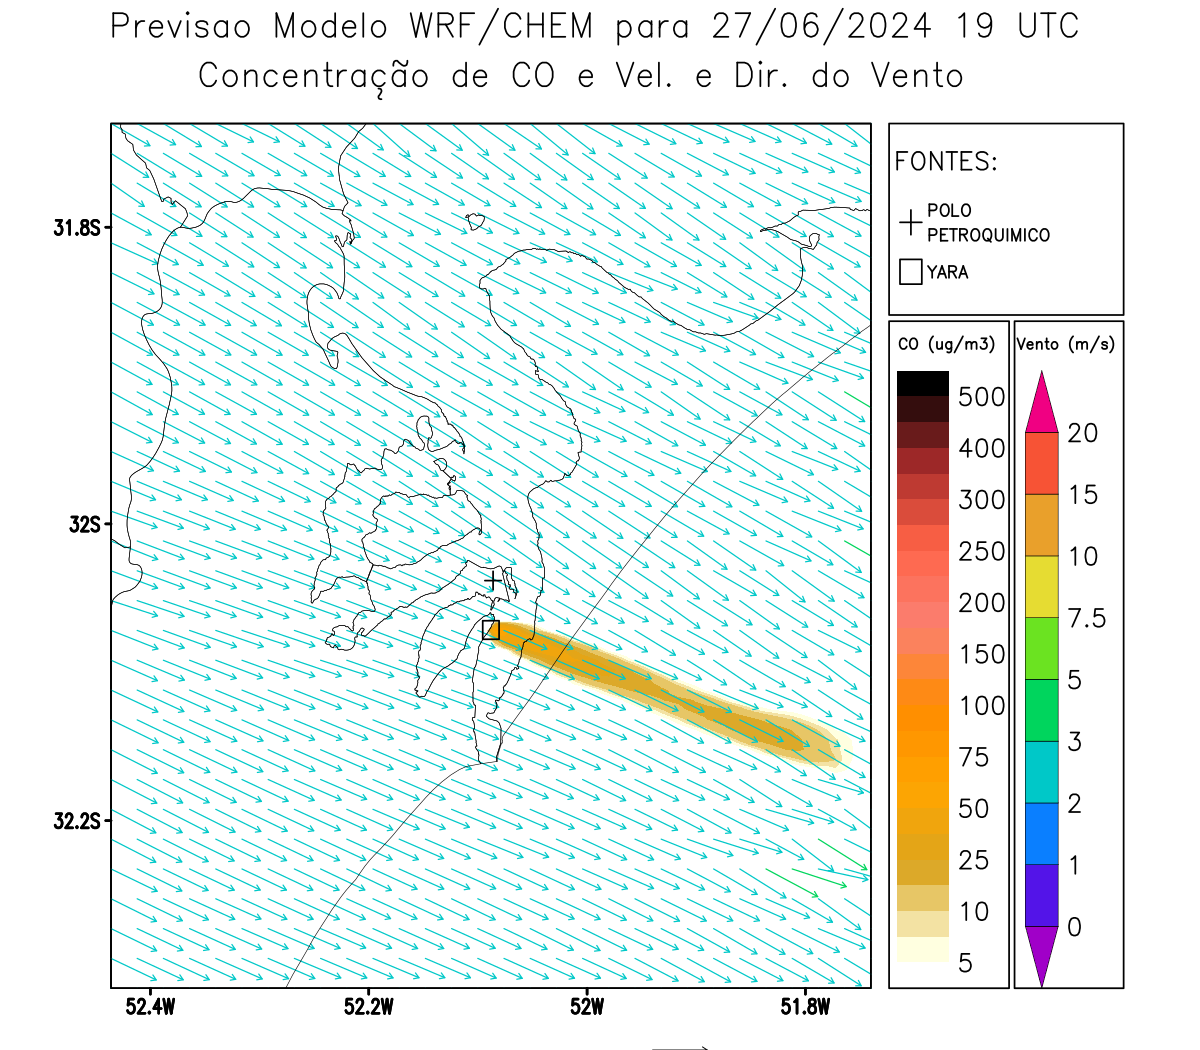 Previsao Modelo WRF/CHEM para 27/06/2024 19 UTC
Concentração de CO e Vel. e Dir. do Vento
FONTES:
POLO
PETROQUIMICO
YARA
CO (ug/m3)
500
400
300
250
200
150
100
75
50
25
10
5
Vento (m/s)
20
15
10
7.5
5
3
2
1
0
31.8S
32S
32.2S
52.4W
52.2W
52W
51.8W